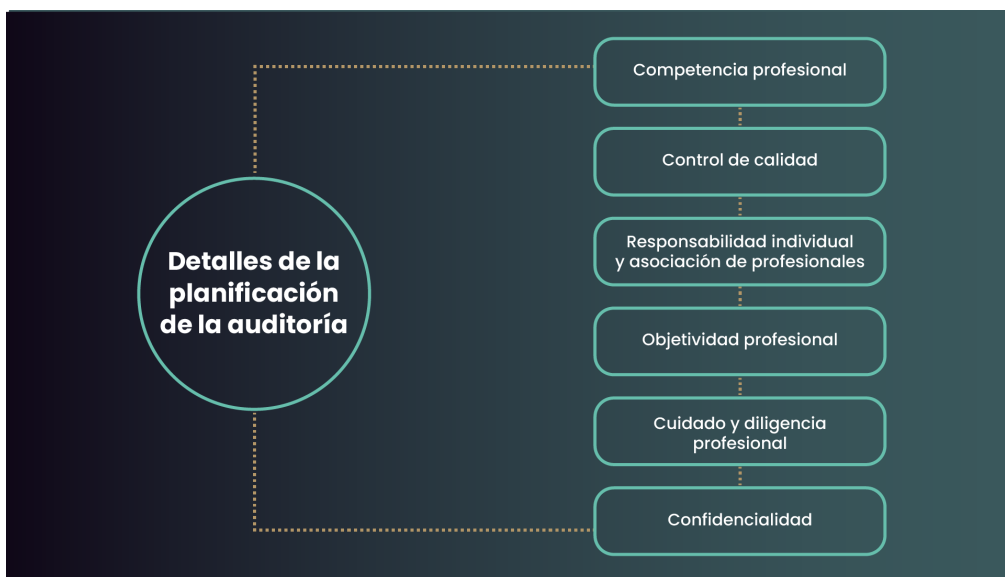 Detalles de la
planificación
de la auditoría
Competencia profesional
Control de calidad
Responsabilidad individual
y asociación de profesionales
Objetividad profesional
Cuidado y diligencia
profesional
Confidencialidad